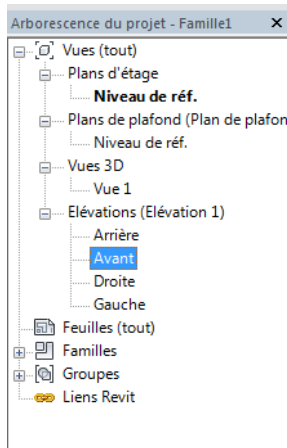 Arborescence du projet - Famille1
Vues (tout)
Plans d'étage
Niveau de réf.
Plans de plafond (Plan de plafon
Niveau de réf.
Vues 3D
Vue 1
Elévations (Elévation 1)
Arrière
Avant
Droite
Gauche
Feuilles (tout)
Familles
Groupes
Liens Revit